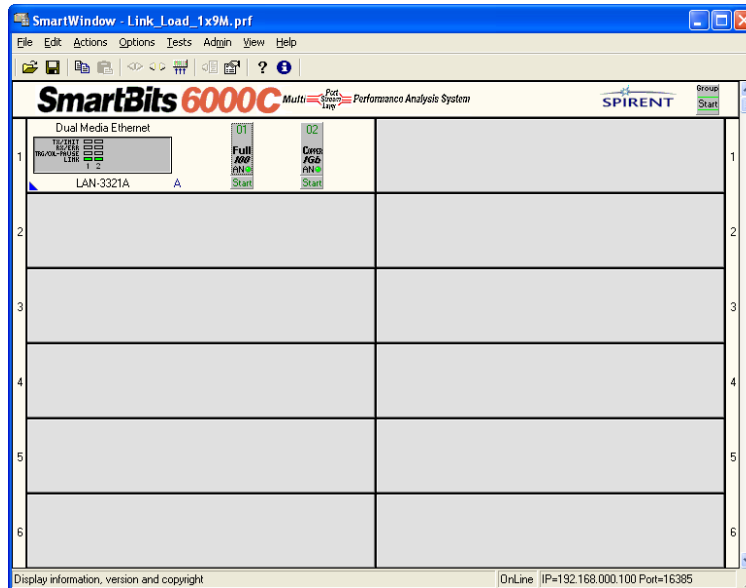 SmartWindow - Link_Load_1x9M.prf
File Edit Actions Options Tests Admin View Help
SmartBits 6000C Multi Port Stream Layer Performance Analysis System
SPIRENT
Group
Start
Dual Media Ethernet
TX/INIT
RX/ERR
TRG/COL-PAUSE
LINK
1 2
LAN-3321A A
01
Full
100
AN
Start
02
Copper
1Gb
AN
Start
1 1
2 2
3 3
4 4
5 5
6 6
Display information, version and copyright
OnLine IP=192.168.000.100 Port=16385